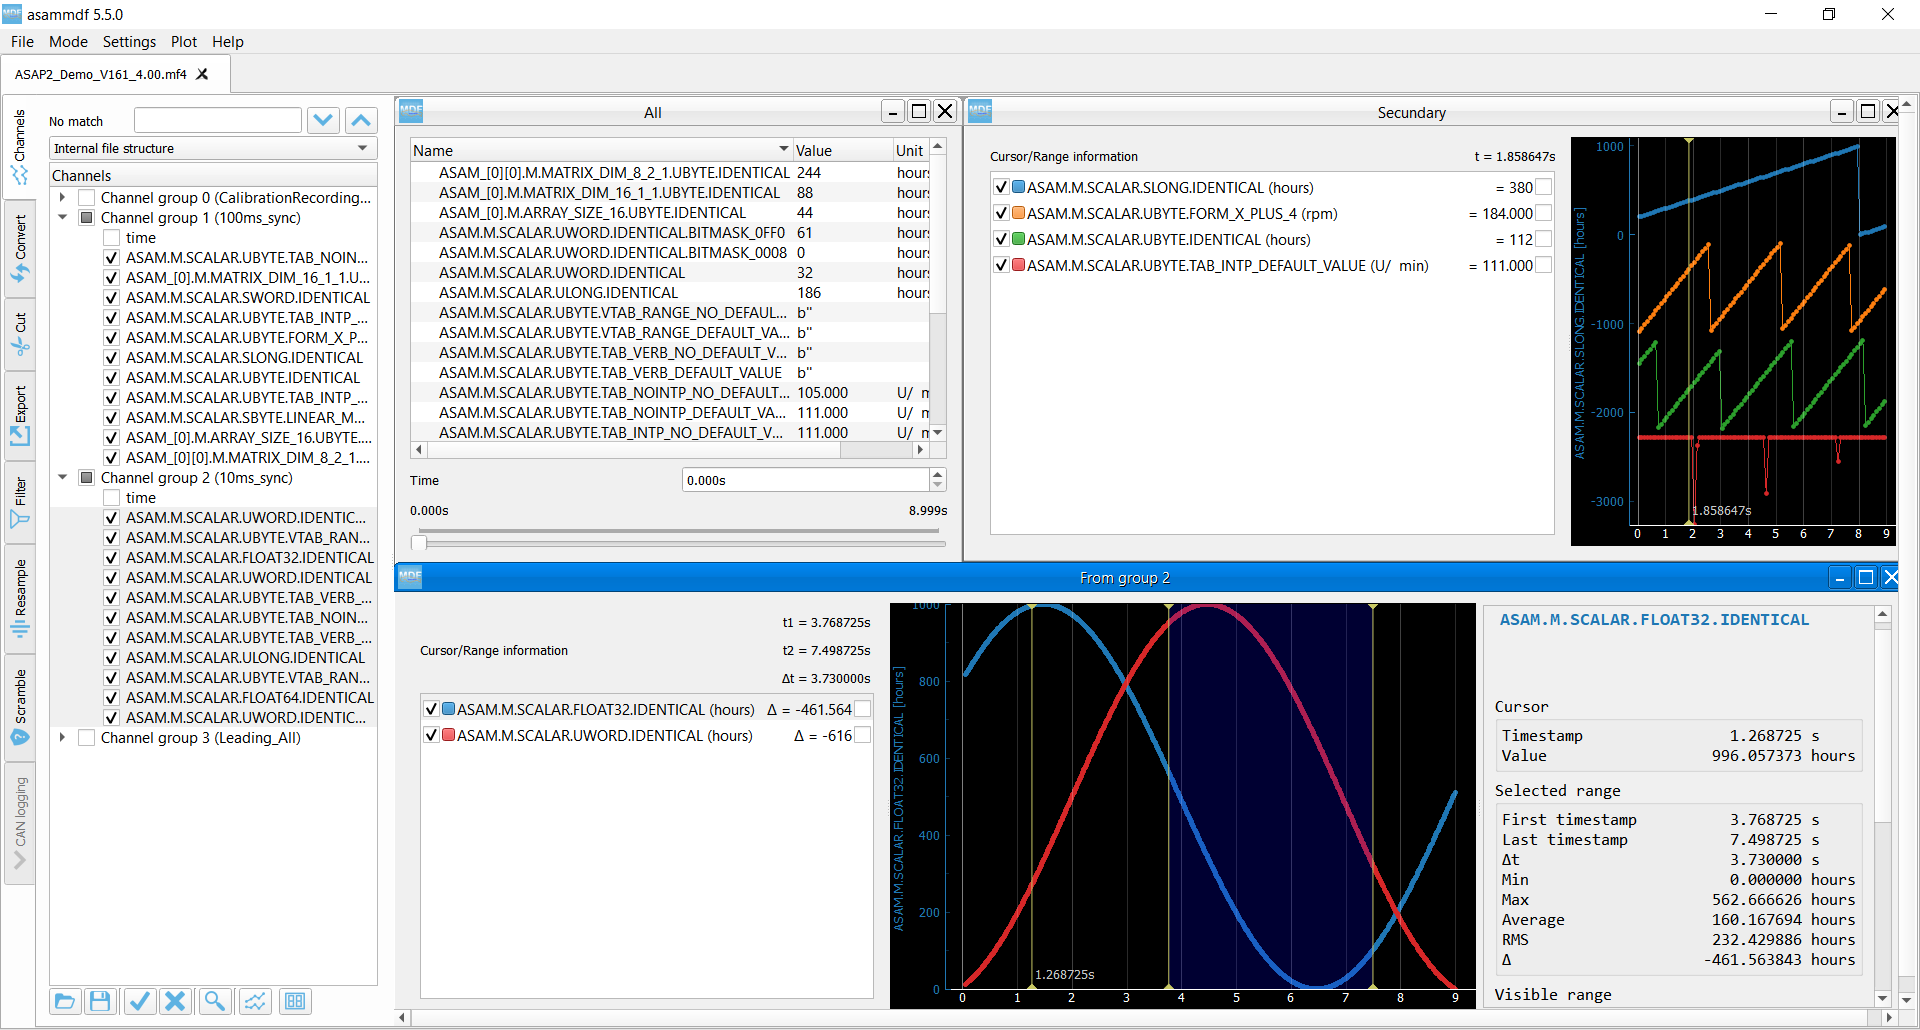 asammdf 5.5.0
File Mode Settings Plot Help
ASAP2_Demo_V161_4.00.mf4
Channels
Convert
Cut
Export
Filter
Resample
Scramble
CAN logging
No match
Internal file structure
Channels
Channel group 0 (CalibrationRecording...
Channel group 1 (100ms_sync)
time
ASAM.M.SCALAR.UBYTE.TAB_NOIN...
ASAM_[0].M.MATRIX_DIM_16_1_1.U...
ASAM.M.SCALAR.SWORD.IDENTICAL
ASAM.M.SCALAR.UBYTE.TAB_INTP_...
ASAM.M.SCALAR.UBYTE.FORM_X_P...
ASAM.M.SCALAR.SLONG.IDENTICAL
ASAM.M.SCALAR.UBYTE.IDENTICAL
ASAM.M.SCALAR.UBYTE.TAB_INTP_...
ASAM.M.SCALAR.SBYTE.LINEAR_M...
ASAM_[0].M.ARRAY_SIZE_16.UBYTE....
ASAM_[0][0].M.MATRIX_DIM_8_2_1....
Channel group 2 (10ms_sync)
time
ASAM.M.SCALAR.UWORD.IDENTIC...
ASAM.M.SCALAR.UBYTE.VTAB_RAN...
ASAM.M.SCALAR.FLOAT32.IDENTICAL
ASAM.M.SCALAR.UWORD.IDENTICAL
ASAM.M.SCALAR.UBYTE.TAB_VERB_...
ASAM.M.SCALAR.UBYTE.TAB_NOIN...
ASAM.M.SCALAR.UBYTE.TAB_VERB_...
ASAM.M.SCALAR.ULONG.IDENTICAL
ASAM.M.SCALAR.UBYTE.VTAB_RAN...
ASAM.M.SCALAR.FLOAT64.IDENTICAL
ASAM.M.SCALAR.UWORD.IDENTIC...
Channel group 3 (Leading_All)
MDF All
Name Value Unit
ASAM_[0][0].M.MATRIX_DIM_8_2_1.UBYTE.IDENTICAL 244 hours
ASAM_[0].M.MATRIX_DIM_16_1_1.UBYTE.IDENTICAL 88 hours
ASAM_[0].M.ARRAY_SIZE_16.UBYTE.IDENTICAL 44 hours
ASAM.M.SCALAR.UWORD.IDENTICAL.BITMASK_0FF0 61 hours
ASAM.M.SCALAR.UWORD.IDENTICAL.BITMASK_0008 0 hours
ASAM.M.SCALAR.UWORD.IDENTICAL 32 hours
ASAM.M.SCALAR.ULONG.IDENTICAL 186 hours
ASAM.M.SCALAR.UBYTE.VTAB_RANGE_NO_DEFAUL... b''
ASAM.M.SCALAR.UBYTE.VTAB_RANGE_DEFAULT_VA... b''
ASAM.M.SCALAR.UBYTE.TAB_VERB_NO_DEFAULT_V... b''
ASAM.M.SCALAR.UBYTE.TAB_VERB_DEFAULT_VALUE b''
ASAM.M.SCALAR.UBYTE.TAB_NOINTP_NO_DEFAULT... 105.000 U/ m
ASAM.M.SCALAR.UBYTE.TAB_NOINTP_DEFAULT_VA... 111.000 U/ m
ASAM.M.SCALAR.UBYTE.TAB_INTP_NO_DEFAULT_V... 111.000 U/ m
Time 0.000s
0.000s 8.999s
MDF Secundary
Cursor/Range information t = 1.858647s
ASAM.M.SCALAR.SLONG.IDENTICAL (hours) = 380
ASAM.M.SCALAR.UBYTE.FORM_X_PLUS_4 (rpm) = 184.000
ASAM.M.SCALAR.UBYTE.IDENTICAL (hours) = 112
ASAM.M.SCALAR.UBYTE.TAB_INTP_DEFAULT_VALUE (U/ min) = 111.000
ASAM.M.SCALAR.SLONG.IDENTICAL [hours]
1000
0
-1000
-2000
-3000
1.858647s
0 1 2 3 4 5 6 7 8 9
MDF From group 2
t1 = 3.768725s
Cursor/Range information t2 = 7.498725s
Δt = 3.730000s
ASAM.M.SCALAR.FLOAT32.IDENTICAL (hours) Δ = -461.564
ASAM.M.SCALAR.UWORD.IDENTICAL (hours) Δ = -616
ASAM.M.SCALAR.FLOAT32.IDENTICAL [hours]
1000
800
600
400
200
0
1.268725s
0 1 2 3 4 5 6 7 8 9
ASAM.M.SCALAR.FLOAT32.IDENTICAL
Cursor
Timestamp 1.268725 s
Value 996.057373 hours
Selected range
First timestamp 3.768725 s
Last timestamp 7.498725 s
Δt 3.730000 s
Min 0.000000 hours
Max 562.666626 hours
Average 160.167694 hours
RMS 232.429886 hours
Δ -461.563843 hours
Visible range